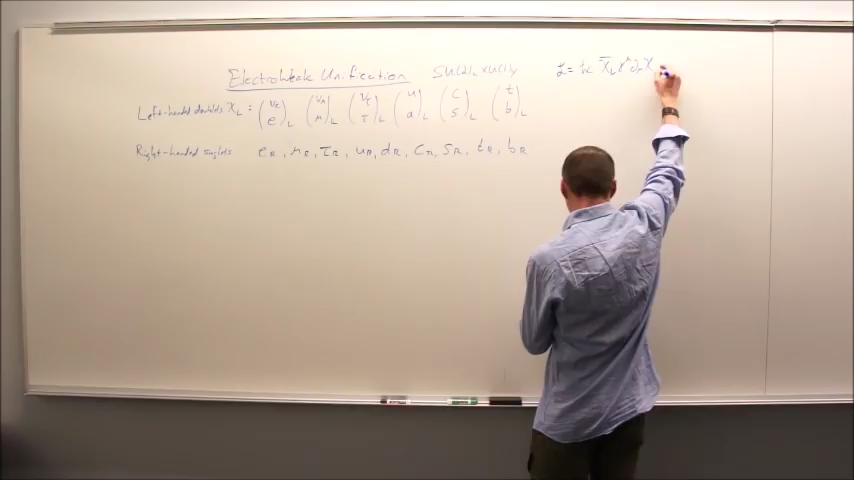 Electroweak Unification SU(2)L x U(1)Y
Left-handed doublets χL = (νe e)L (νμ μ)L (ντ τ)L (u d)L (c s)L (t b)L
Right-handed singlets eR, μR, τR, uR, dR, cR, sR, tR, bR
ℒ = iħc χ̄L γ^μ ∂μ χ